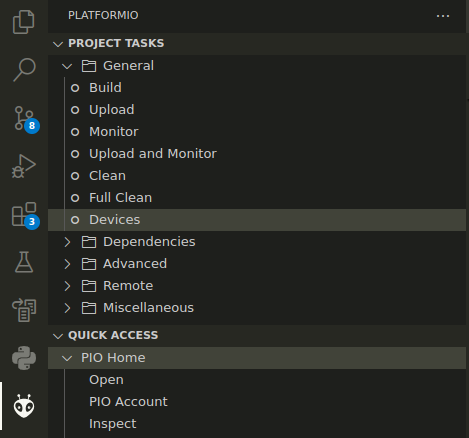 PLATFORMIO
PROJECT TASKS
General
Build
Upload
Monitor
Upload and Monitor
Clean
Full Clean
Devices
Dependencies
Advanced
Remote
Miscellaneous
QUICK ACCESS
PIO Home
Open
PIO Account
Inspect
8
3